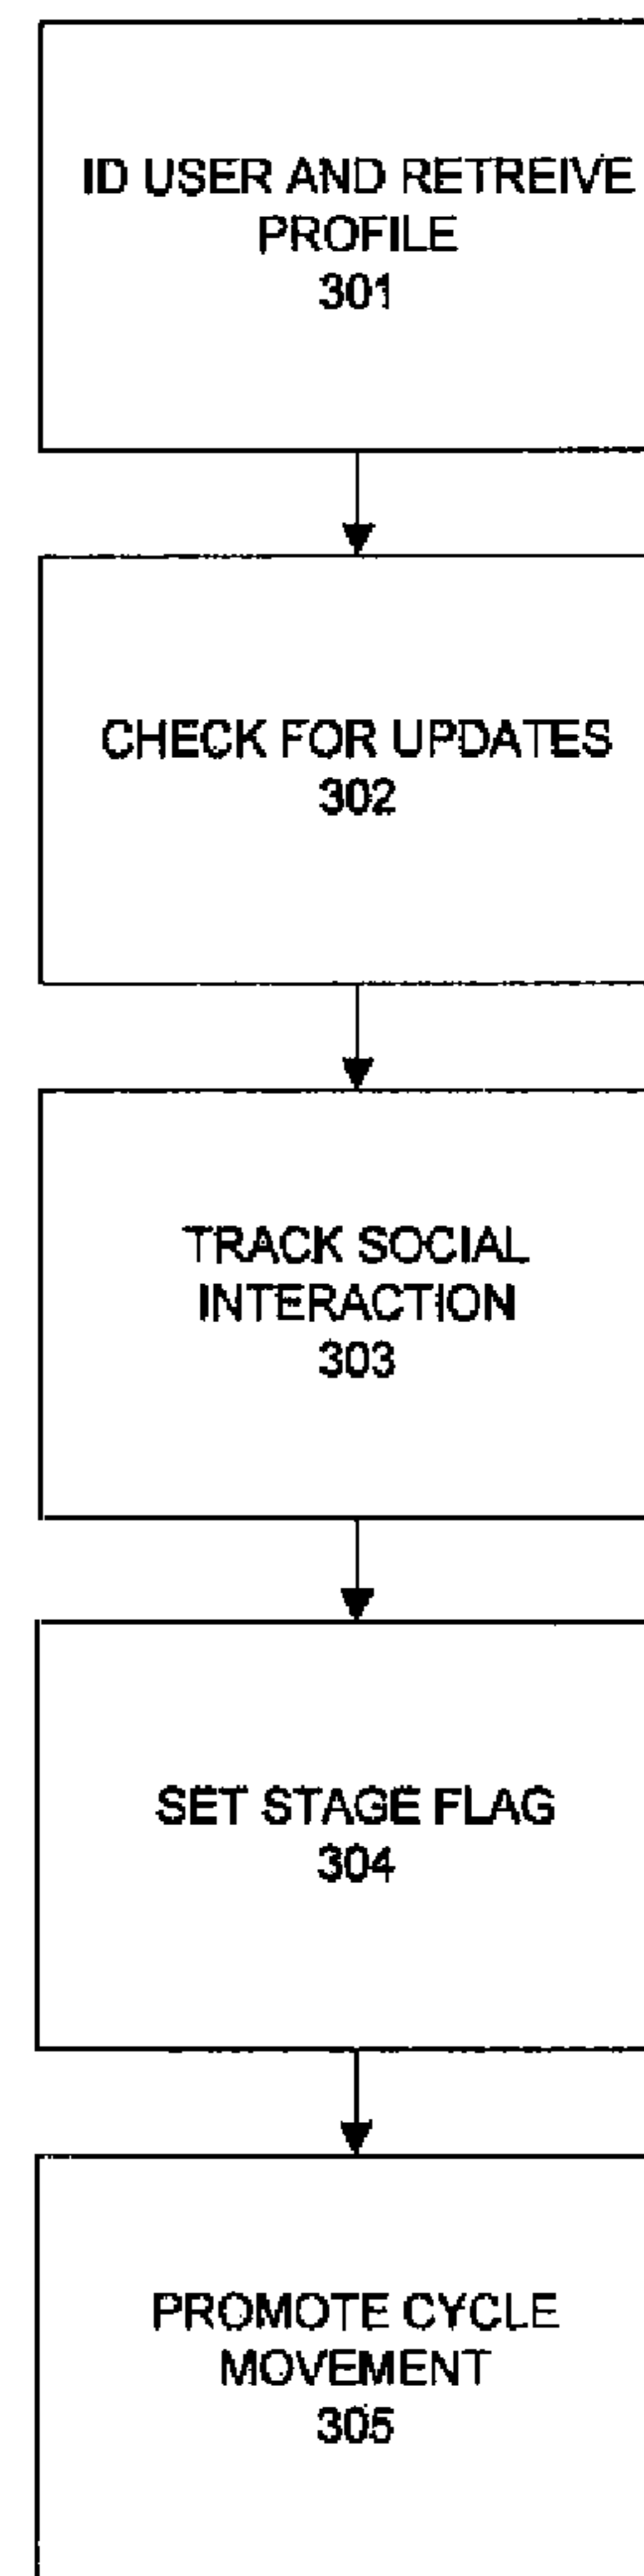 ID USER AND RETREIVE
PROFILE
301
CHECK FOR UPDATES
302
TRACK SOCIAL
INTERACTION
303
SET STAGE FLAG
304
PROMOTE CYCLE
MOVEMENT
305